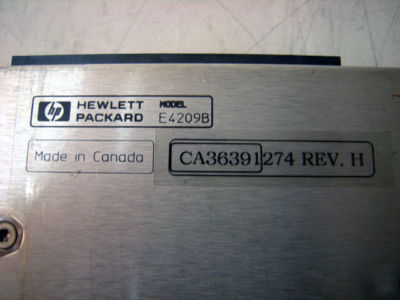 hp HEWLETT PACKARD MODEL E4209B
Made in Canada
CA36391274 REV. H